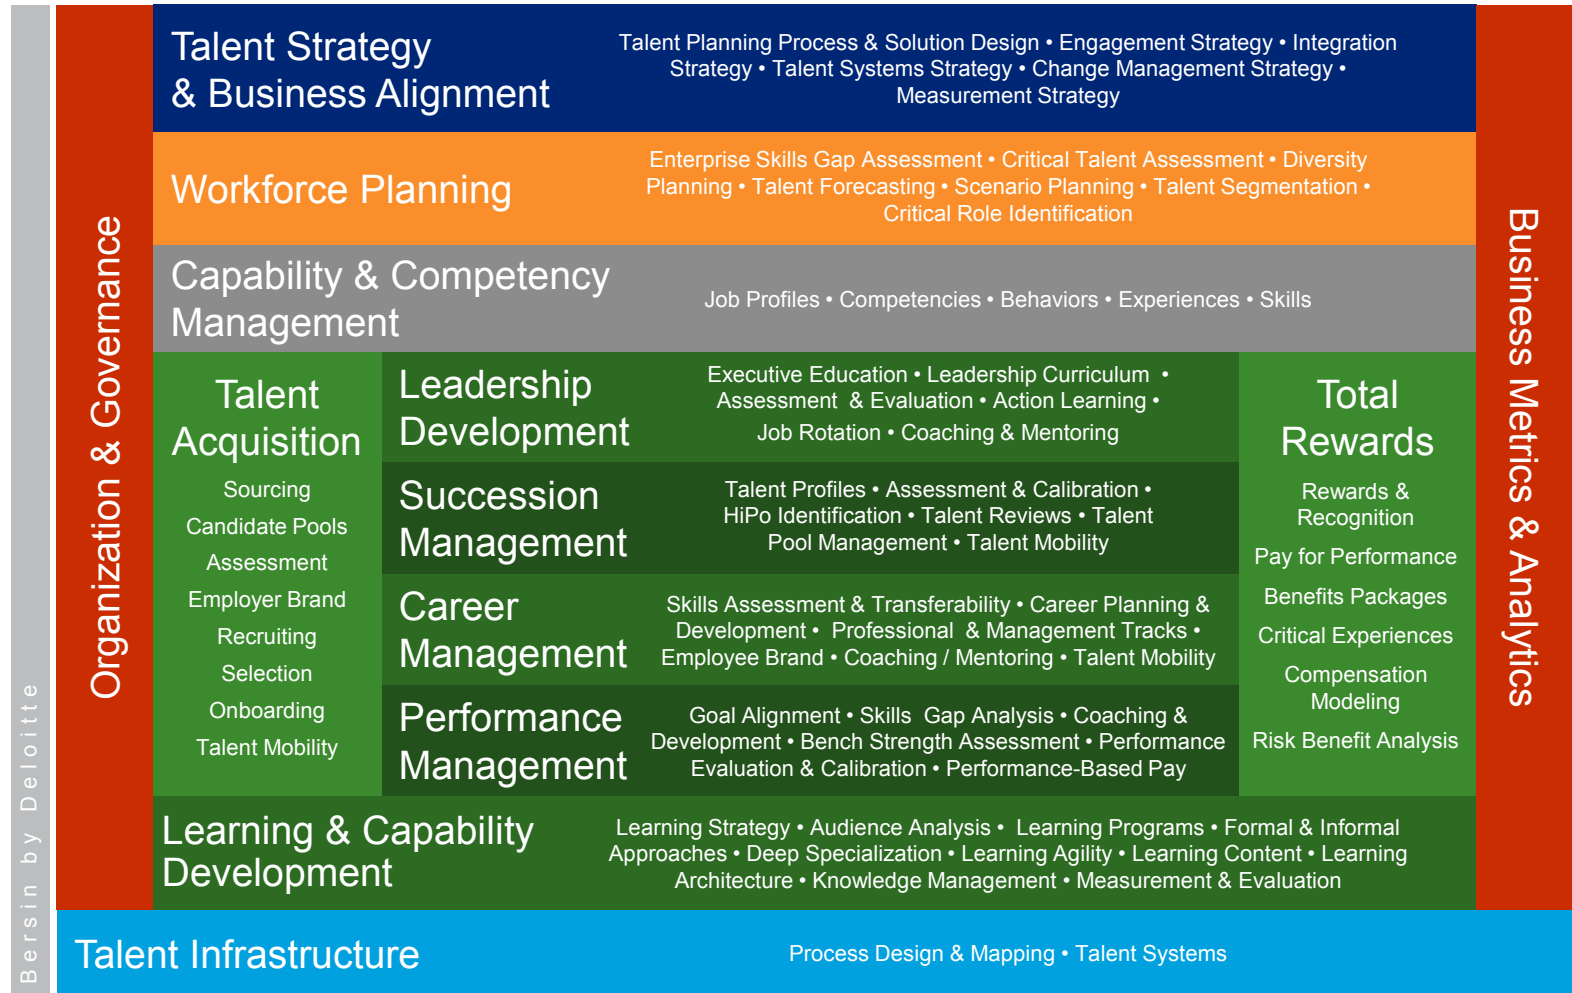 Talent Strategy
& Business Alignment
Talent Planning Process & Solution Design • Engagement Strategy • Integration
Strategy • Talent Systems Strategy • Change Management Strategy •
Measurement Strategy
Workforce Planning
Enterprise Skills Gap Assessment • Critical Talent Assessment • Diversity
Planning • Talent Forecasting • Scenario Planning • Talent Segmentation •
Critical Role Identification
Capability & Competency
Management
Job Profiles • Competencies • Behaviors • Experiences • Skills
Organization & Governance
Talent
Acquisition
Sourcing
Candidate Pools
Assessment
Employer Brand
Recruiting
Selection
Onboarding
Talent Mobility
Leadership
Development
Executive Education • Leadership Curriculum •
Assessment & Evaluation • Action Learning •
Job Rotation • Coaching & Mentoring
Succession
Management
Talent Profiles • Assessment & Calibration •
HiPo Identification • Talent Reviews • Talent
Pool Management • Talent Mobility
Career
Management
Skills Assessment & Transferability • Career Planning &
Development • Professional & Management Tracks •
Employee Brand • Coaching / Mentoring • Talent Mobility
Performance
Management
Goal Alignment • Skills Gap Analysis • Coaching &
Development • Bench Strength Assessment • Performance
Evaluation & Calibration • Performance-Based Pay
Total
Rewards
Rewards &
Recognition
Pay for Performance
Benefits Packages
Critical Experiences
Compensation
Modeling
Risk Benefit Analysis
Business Metrics & Analytics
Learning & Capability
Development
Learning Strategy • Audience Analysis • Learning Programs • Formal & Informal
Approaches • Deep Specialization • Learning Agility • Learning Content • Learning
Architecture • Knowledge Management • Measurement & Evaluation
Talent Infrastructure
Process Design & Mapping • Talent Systems
Bersin by Deloitte